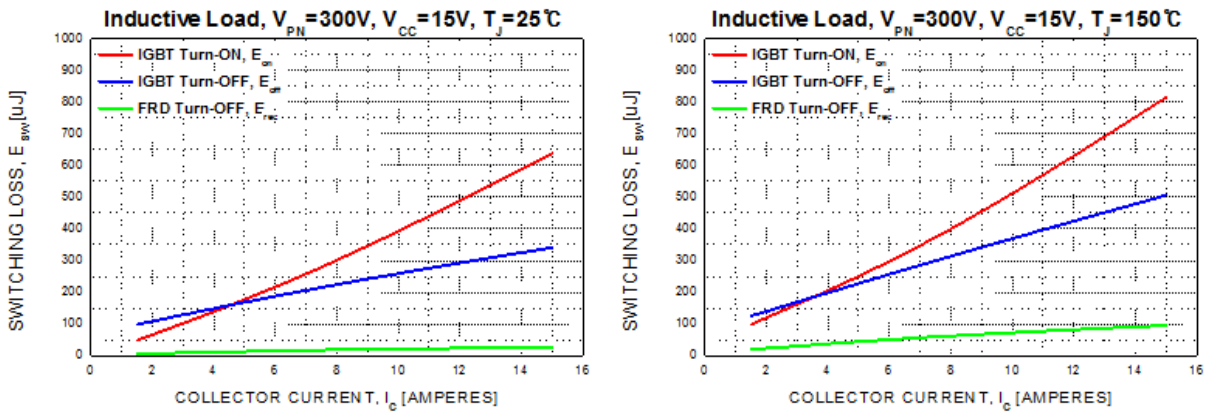 Inductive Load, VPN=300V, VCC=15V, TJ=25℃
1000
900
800
700
600
500
400
300
200
100
0
SWITCHING LOSS, ESW [uJ]
IGBT Turn-ON, Eon
IGBT Turn-OFF, Eoff
FRD Turn-OFF, Erec
0 2 4 6 8 10 12 14 16
COLLECTOR CURRENT, IC [AMPERES]
Inductive Load, VPN=300V, VCC=15V, TJ=150℃
1000
900
800
700
600
500
400
300
200
100
0
SWITCHING LOSS, ESW [uJ]
IGBT Turn-ON, Eon
IGBT Turn-OFF, Eoff
FRD Turn-OFF, Erec
0 2 4 6 8 10 12 14 16
COLLECTOR CURRENT, IC [AMPERES]